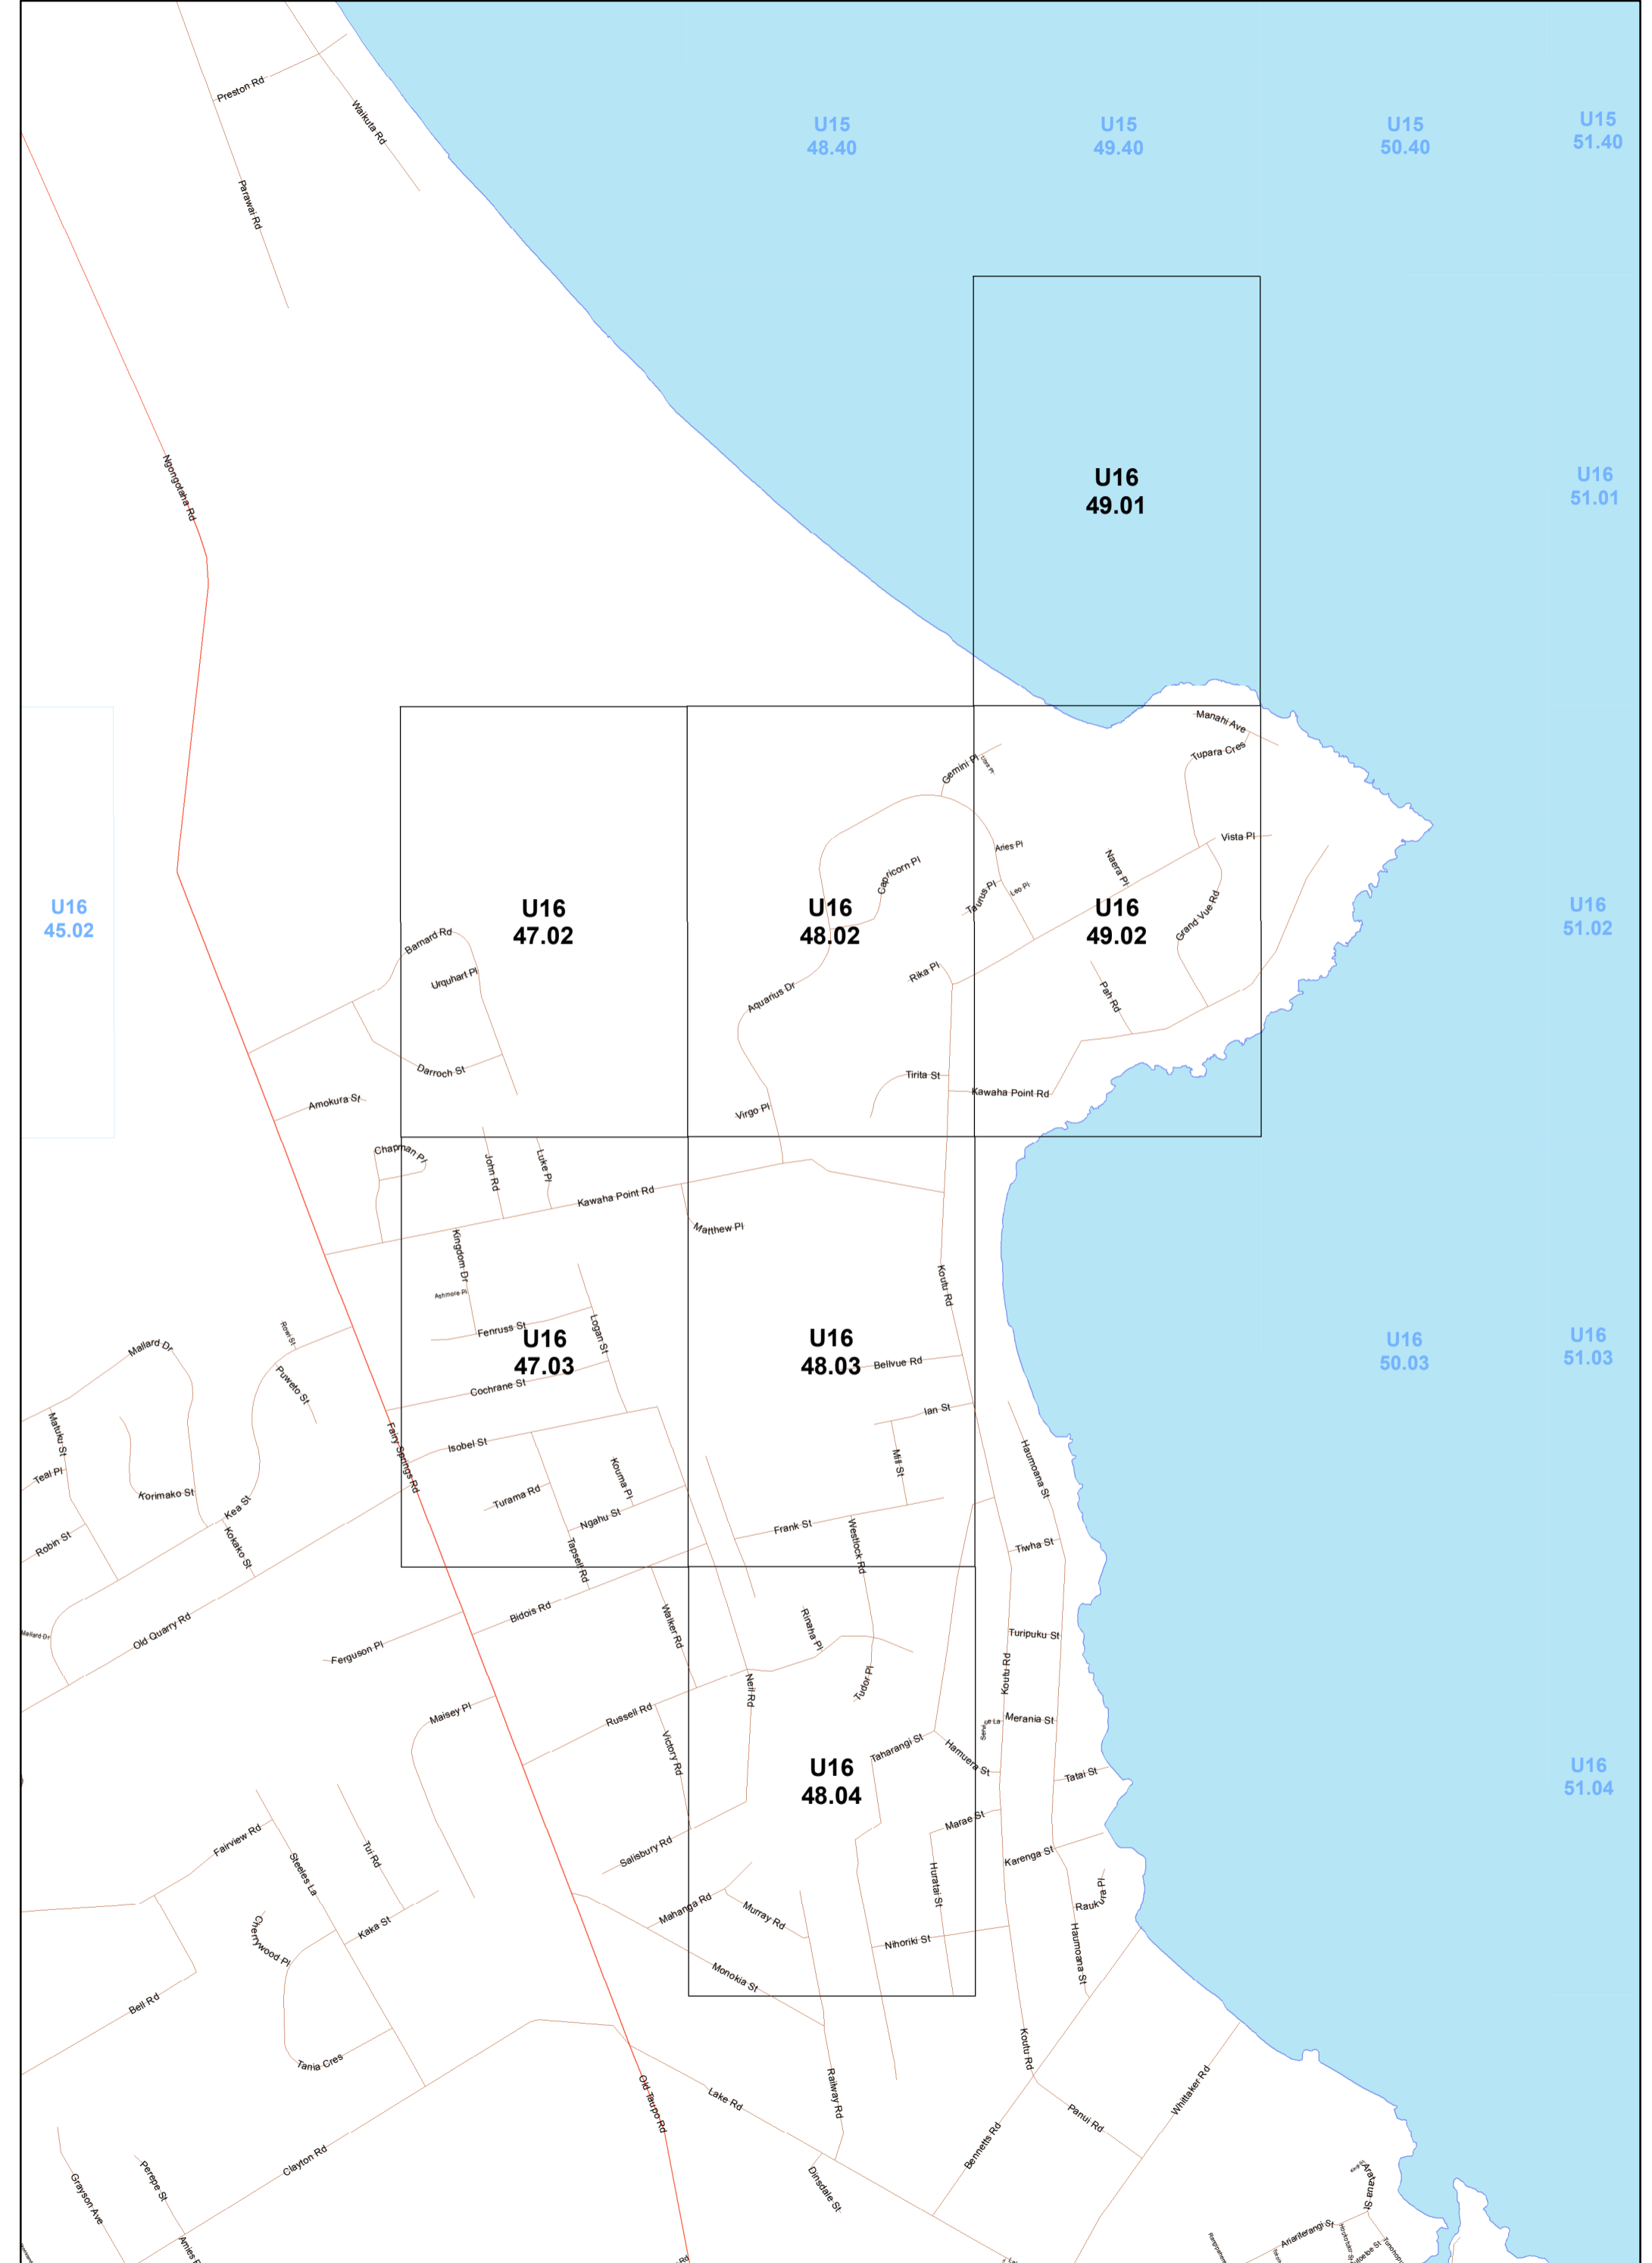 Preston Rd
Waikuta Rd
Parawai Rd
U15
48.40
U15
49.40
U15
50.40
U15
51.40
Ngongotaha Rd
U16
49.01
U16
51.01
Manahi Ave
Tupara Cres
Gemini Pl
Vista Pl
Aries Pl
Naera Pl
Capricorn Pl
Leo Pl
Taurus Pl
U16
45.02
U16
47.02
U16
48.02
U16
49.02
U16
51.02
Grand Vue Rd
Barnard Rd
Urquhart Pl
Rika Pl
Aquarius Dr
Pah Rd
Darroch St
Tirita St
Kawaha Point Rd
Amokura St
Virgo Pl
Chapman Pl
John Rd
Luke Pl
Kawaha Point Rd
Matthew Pl
Kingdom Dr
Ashmore Pl
Koutu Rd
Fenruss St
Logan St
U16
47.03
U16
48.03
U16
50.03
U16
51.03
Rowi St
Mallard Dr
Puweto St
Bellvue Rd
Cochrane St
Ian St
Matuku St
Fairy Springs Rd
Isobel St
Mill St
Haumoana St
Teal Pl
Korimako St
Kouma Pl
Turama Rd
Kea St
Ngahu St
Frank St
Robin St
Kokako St
Tapsell Rd
Westlock Rd
Tiwha St
Mallard Dr
Old Quarry Rd
Bidois Rd
Walker Rd
Rinaha Pl
Turipuku St
Ferguson Pl
Koutu Rd
Tudor Pl
Neil Rd
Maisey Pl
Russell Rd
Service La
Merania St
Victory Rd
Taharangi St
Hamuera St
U16
48.04
U16
51.04
Tatai St
Marae St
Fairview Rd
Tui Rd
Steeles La
Salisbury Rd
Karenga St
Huratai St
Raukura Pl
Mahanga Rd
Murray Rd
Cherrywood Pl
Kaka St
Nihoriki St
Haumoana St
Monokia St
Bell Rd
Tania Cres
Koutu Rd
Old Taupo Rd
Lake Rd
Railway Rd
Whittaker Rd
Panui Rd
Bennetts Rd
Clayton Rd
Perepe St
Grayson Ave
Dinsdale St
Arataua St
Ariariterangi St